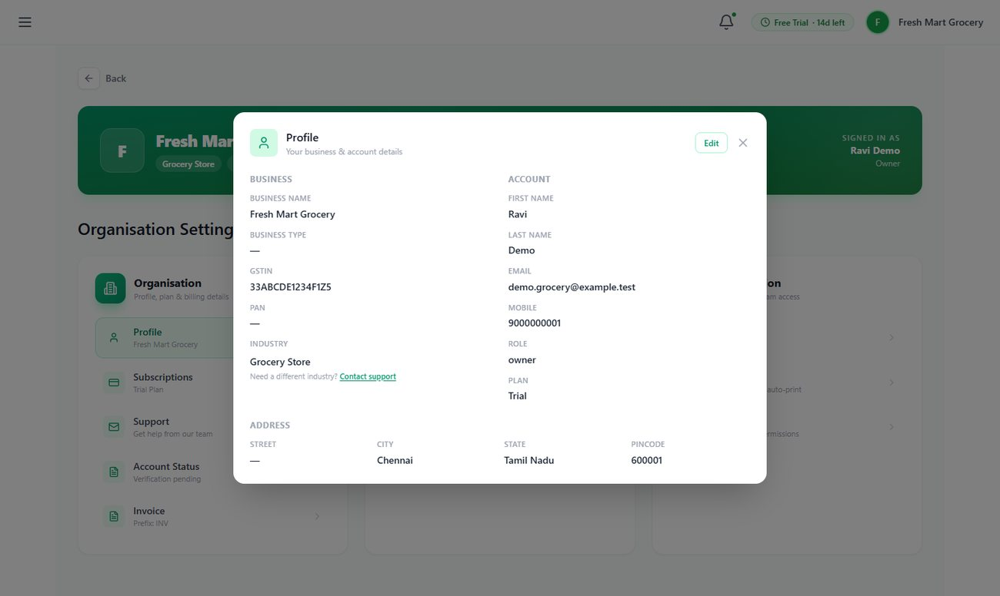 Free Trial · 14d left
F
Fresh Mart Grocery
Back
F
Fresh Mar
Grocery Store
SIGNED IN AS
Ravi Demo
Owner
Organisation Setting
Organisation
Profile, plan & billing details
Profile
Fresh Mart Grocery
Subscriptions
Trial Plan
Support
Get help from our team
Account Status
Verification pending
Invoice
Prefix: INV
Profile
Your business & account details
Edit
BUSINESS
BUSINESS NAME
Fresh Mart Grocery
BUSINESS TYPE
—
GSTIN
33ABCDE1234F1Z5
PAN
—
INDUSTRY
Grocery Store
Need a different industry? Contact support
ACCOUNT
FIRST NAME
Ravi
LAST NAME
Demo
EMAIL
demo.grocery@example.test
MOBILE
9000000001
ROLE
owner
PLAN
Trial
ADDRESS
STREET
—
CITY
Chennai
STATE
Tamil Nadu
PINCODE
600001
on
am access
auto-print
rmissions